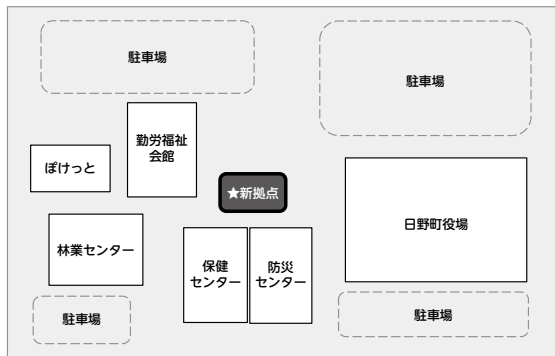 駐車場
駐車場
勤労福祉
会館
ぽけっと
★新拠点
日野町役場
林業センター
保健
センター
防災
センター
駐車場
駐車場